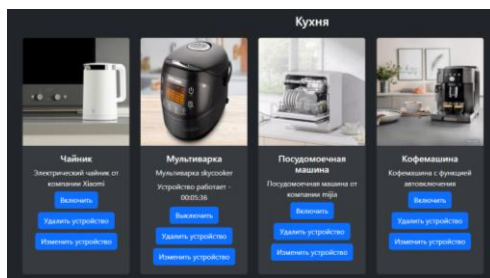 Кухня
Чайник
Электрический чайник от
компании Xiaomi
Включить
Удалить устройство
Изменить устройство
Мультиварка
Мультиварка skycooker
Устройство работает -
00:05:36
Выключить
Удалить устройство
Изменить устройство
Посудомоечная
машина
Посудомоечная машина от
компании mijia
Включить
Удалить устройство
Изменить устройство
Кофемашина
Кофемашина с функцией
автовключения
Включить
Удалить устройство
Изменить устройство